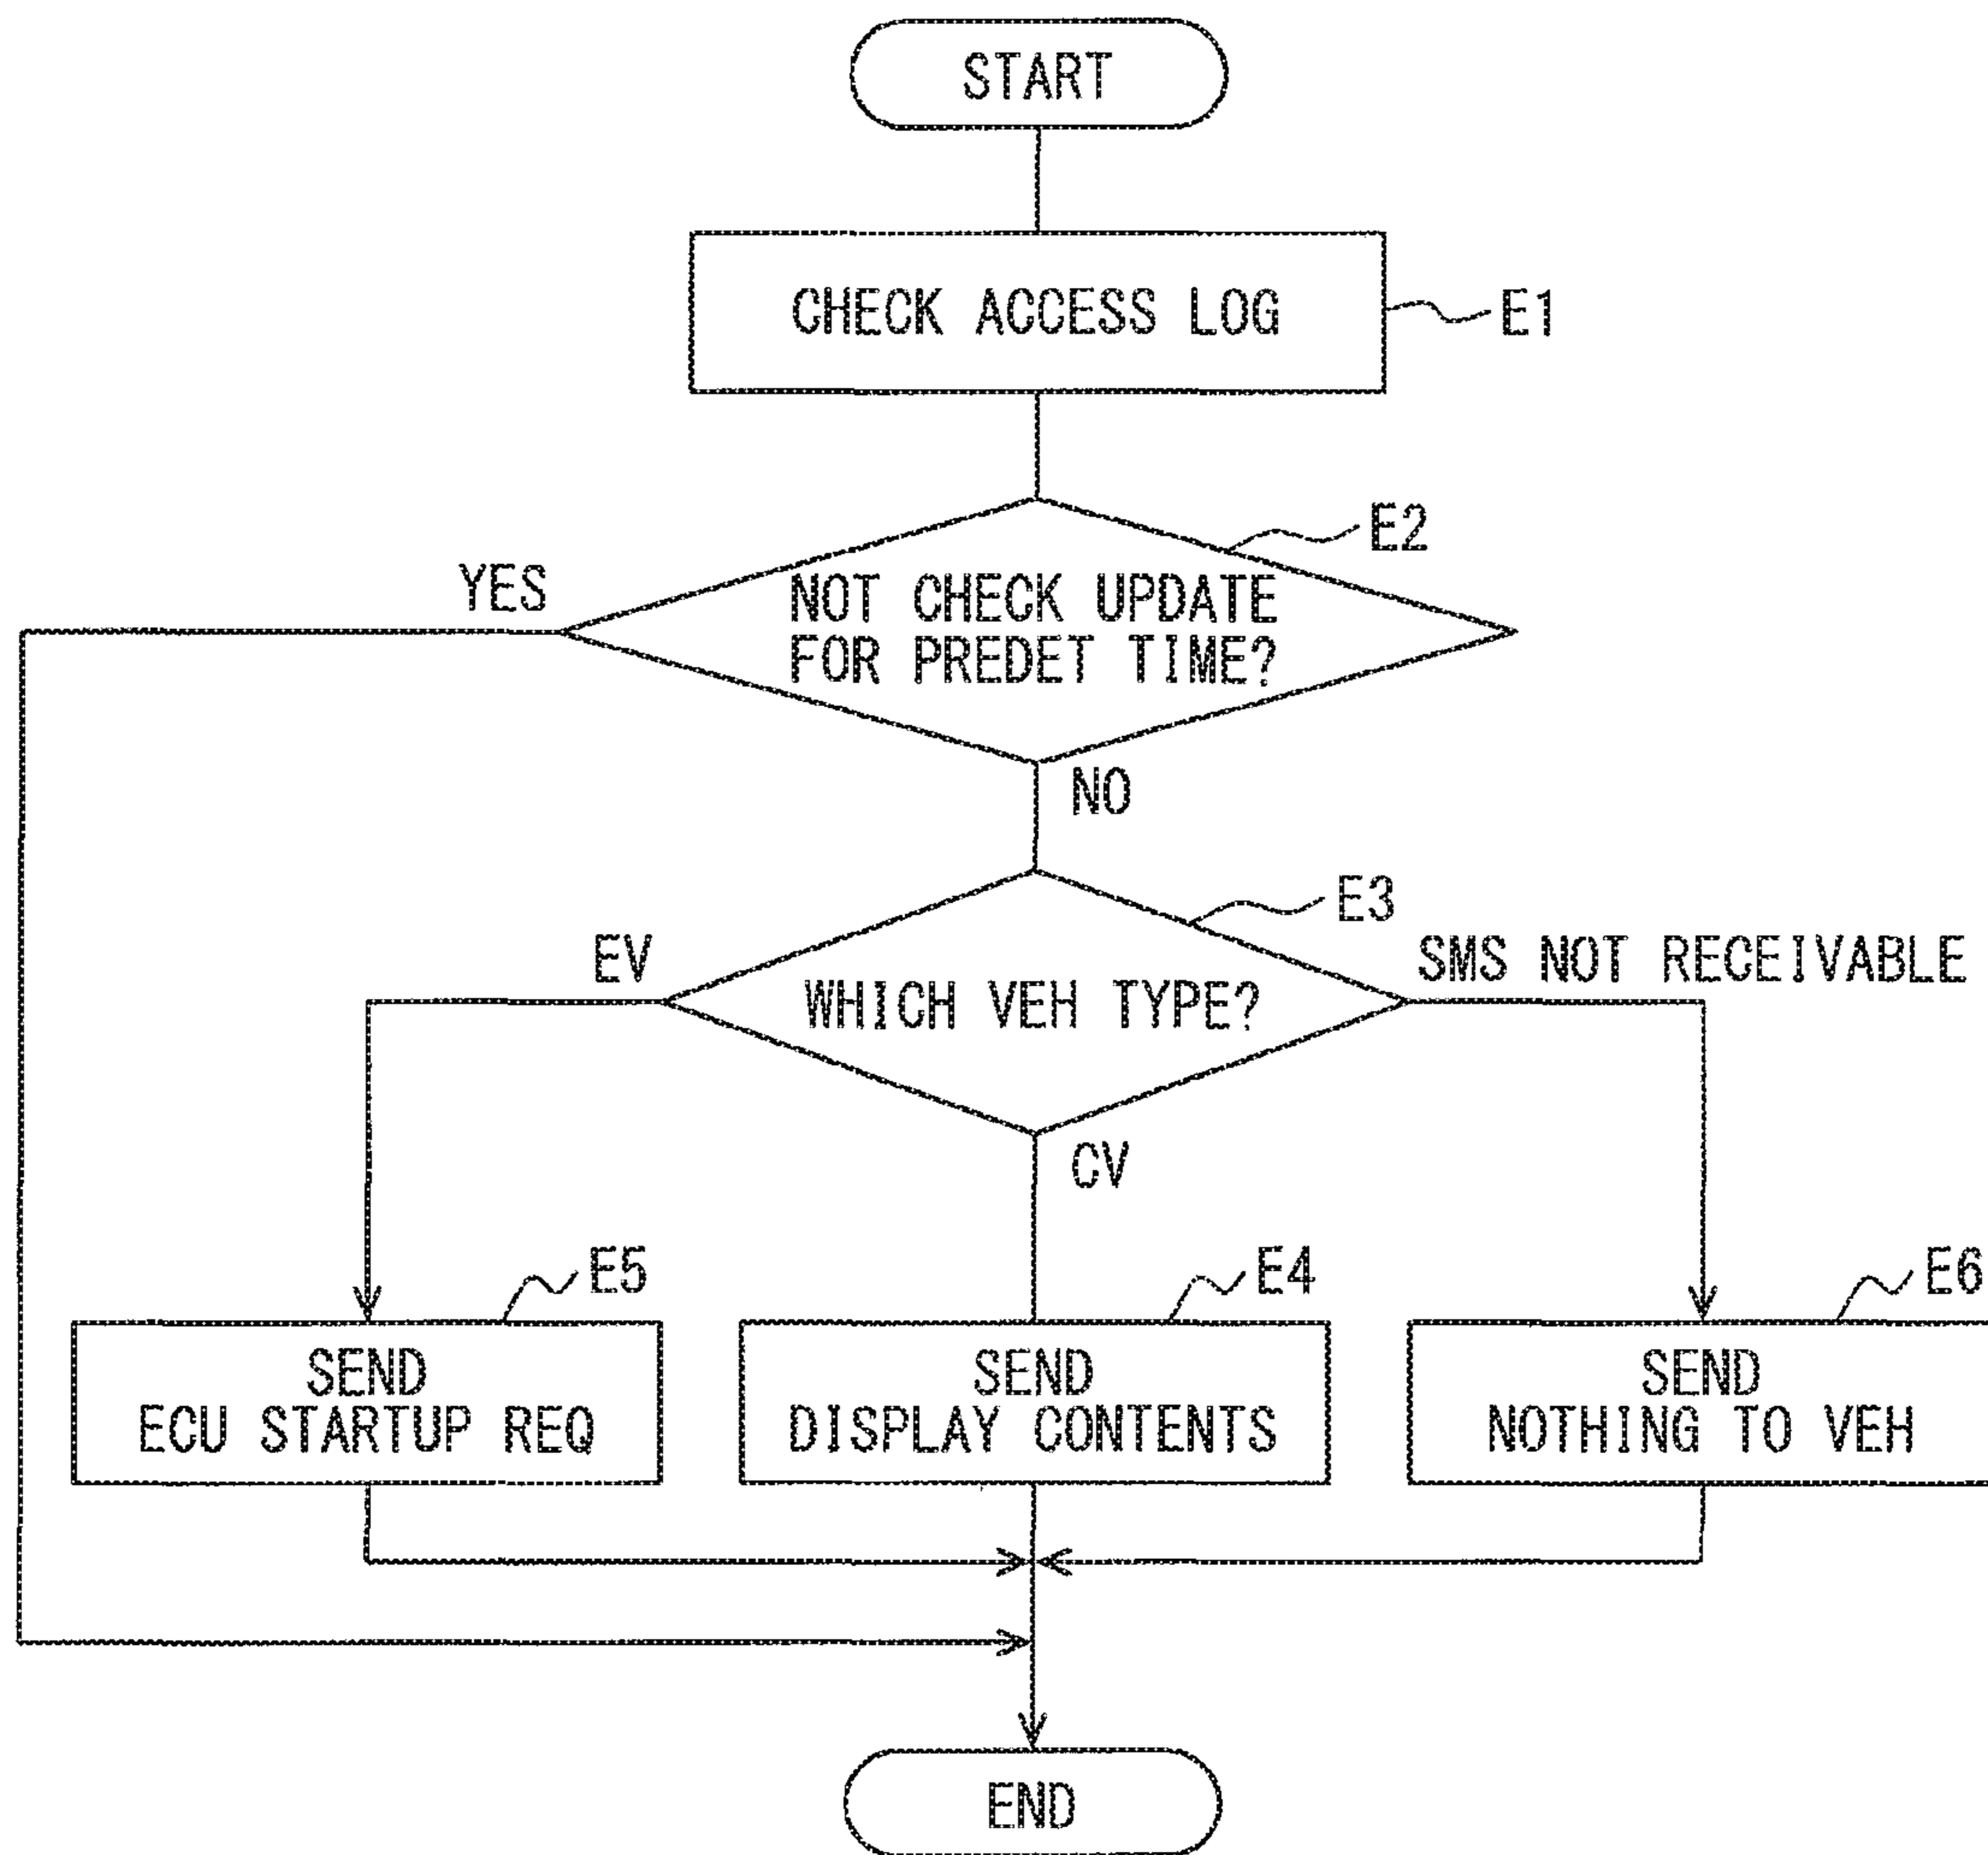 START
CHECK ACCESS LOG
E1
E2
YES
NOT CHECK UPDATE
FOR PREDET TIME?
NO
E3
EV
SMS NOT RECEIVABLE
WHICH VEH TYPE?
CV
E5
E4
E6
SEND
ECU STARTUP REQ
SEND
DISPLAY CONTENTS
SEND
NOTHING TO VEH
END